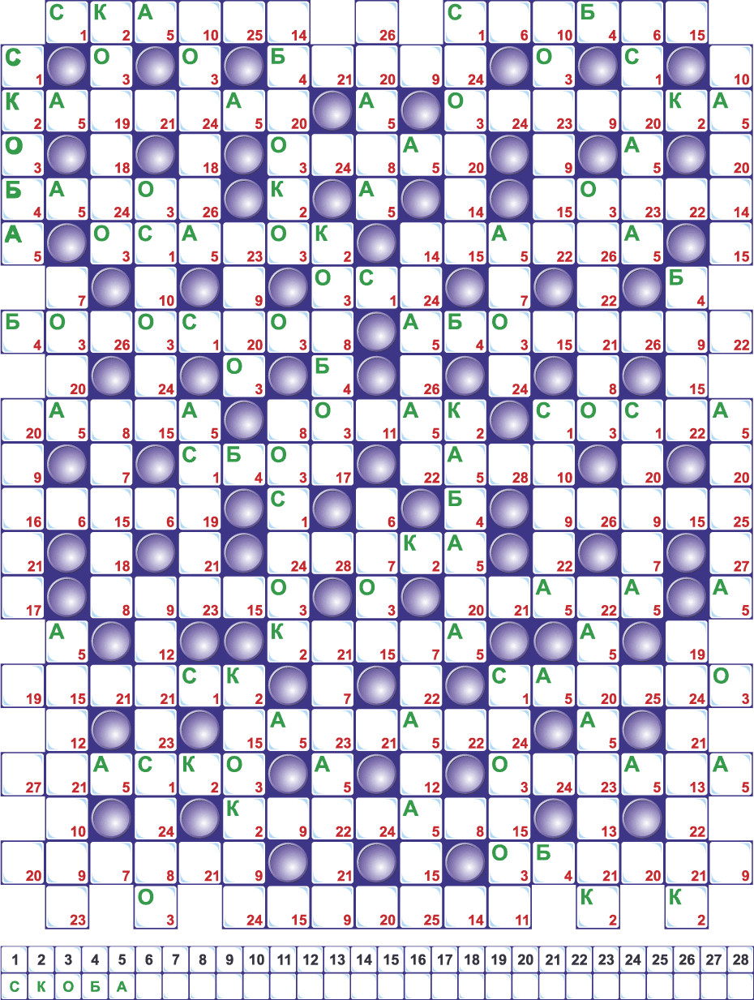 С 1 К 2 А 5 10 25 14 26 С 1 6 10 Б 4 6 15
С 1 О 3 О 3 Б 4 21 20 9 24 О 3 С 1 10
К 2 А 5 19 21 24 А 5 20 А 5 О 3 24 23 9 20 К 2 А 5
О 3 18 18 О 3 24 8 А 5 20 9 А 5 20
Б 4 А 5 24 О 3 26 К 2 А 5 14 15 О 3 23 22 14
А 5 О 3 С 1 А 5 23 О 3 К 2 14 15 А 5 22 26 А 5 15
7 10 9 О 3 С 1 24 7 22 Б 4
Б 4 О 3 26 О 3 С 1 20 О 3 8 А 5 Б 4 О 3 15 21 26 9 22
20 24 О 3 Б 4 26 24 8 15
20 А 5 8 15 А 5 8 О 3 11 А 5 К 2 С 1 О 3 С 1 22 А 5
9 7 С 1 Б 4 О 3 17 22 А 5 28 10 20 20
16 6 15 6 19 С 1 6 Б 4 9 26 9 15 25
21 18 21 24 28 7 К 2 А 5 22 7 27
17 8 9 23 15 О 3 О 3 20 21 А 5 22 А 5 А 5
А 5 12 К 2 21 15 7 А 5 А 5 19
19 15 21 21 С 1 К 2 7 22 С 1 А 5 20 25 24 О 3
12 23 15 А 5 23 21 А 5 22 24 А 5 21
27 21 А 5 С 1 К 2 О 3 А 5 12 О 3 24 23 А 5 13 А 5
10 24 К 2 9 22 24 А 5 8 15 13 22
20 9 7 8 21 9 21 15 О 3 Б 4 21 20 21 9
23 О 3 24 15 9 20 25 14 11 К 2 К 2
1 2 3 4 5 6 7 8 9 10 11 12 13 14 15 16 17 18 19 20 21 22 23 24 25 26 27 28
С К О Б А